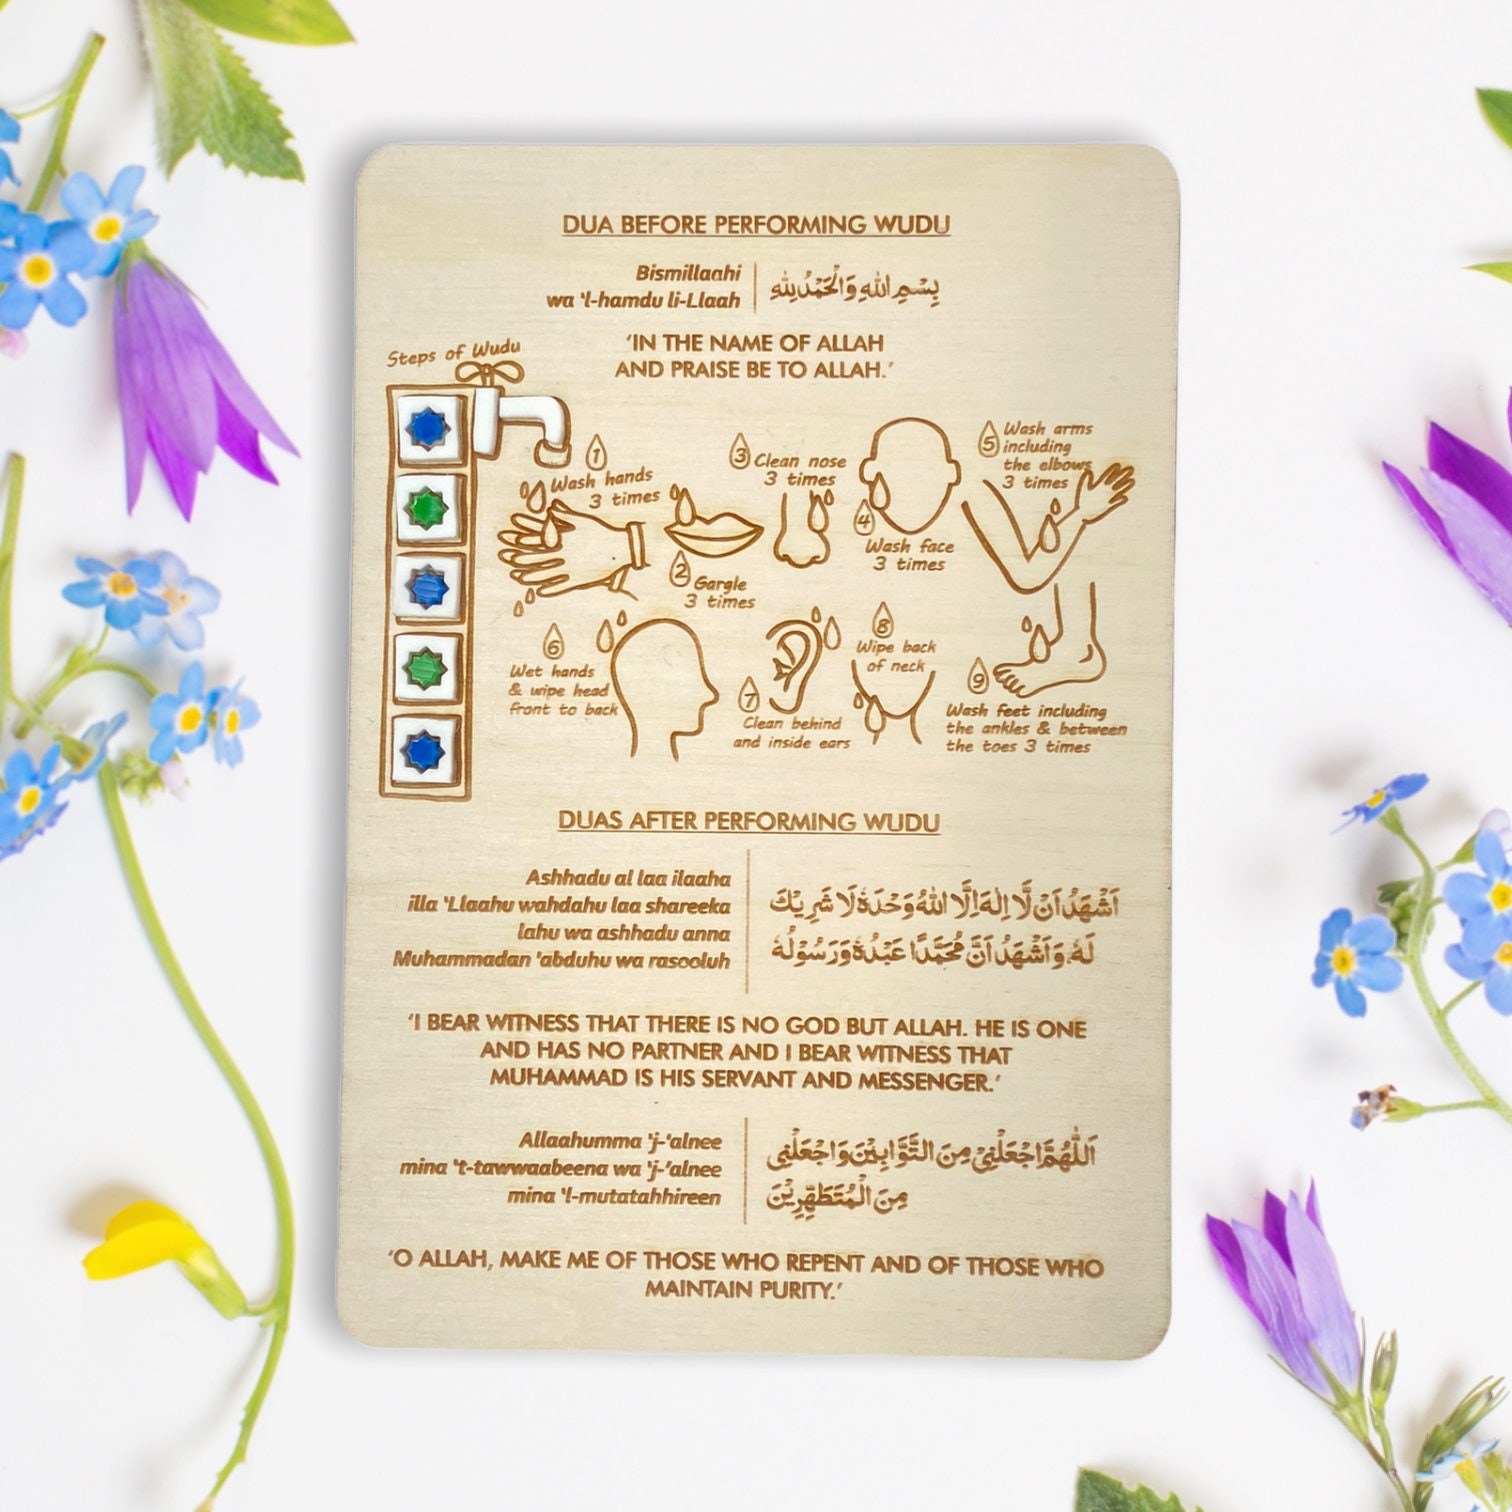 DUA BEFORE PERFORMING WUDU
Bismillaahi
wa 'l-hamdu li-Llaah
بِسْمِ اللهِ وَالْحَمْدُ لِلهِ
'IN THE NAME OF ALLAH
AND PRAISE BE TO ALLAH.'
Steps of Wudu
1
Wash hands
3 times
2
Gargle
3 times
3
Clean nose
3 times
4
Wash face
3 times
5
Wash arms
including
the elbows
3 times
6
Wet hands
& wipe head
front to back
7
Clean behind
and inside ears
8
Wipe back
of neck
9
Wash feet including
the ankles & between
the toes 3 times
DUAS AFTER PERFORMING WUDU
Ashhadu al laa ilaaha
illa 'Llaahu wahdahu laa shareeka
lahu wa ashhadu anna
Muhammadan 'abduhu wa rasooluh
اَشْهَدُ اَنْ لَّا اِلٰهَ اِلَّا اللهُ وَحْدَهٗ لَا شَرِيْكَ
لَهٗ وَاَشْهَدُ اَنَّ مُحَمَّدًا عَبْدُهٗ وَرَسُوْلُهٗ
'I BEAR WITNESS THAT THERE IS NO GOD BUT ALLAH. HE IS ONE
AND HAS NO PARTNER AND I BEAR WITNESS THAT
MUHAMMAD IS HIS SERVANT AND MESSENGER.'
Allaahumma 'j-'alnee
mina 't-tawwaabeena wa 'j-'alnee
mina 'l-mutatahhireen
اَللّٰهُمَّ اجْعَلْنِيْ مِنَ التَّوَّابِيْنَ وَاجْعَلْنِيْ
مِنَ الْمُتَطَهِّرِيْنَ
'O ALLAH, MAKE ME OF THOSE WHO REPENT AND OF THOSE WHO
MAINTAIN PURITY.'